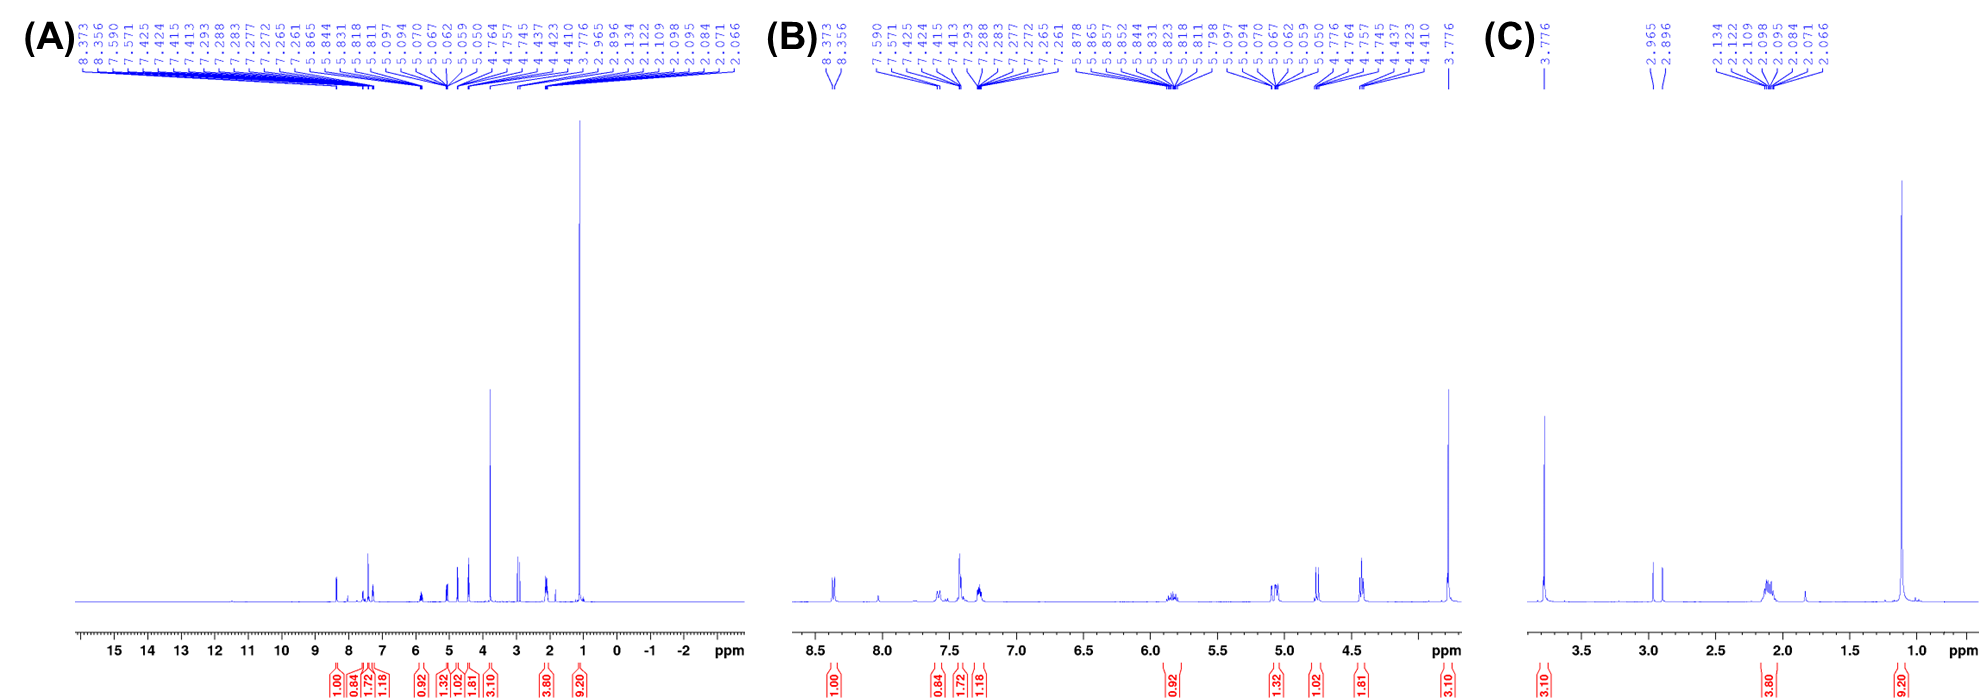 (A)
8.373 8.356 7.590 7.571 7.425 7.424 7.415 7.413 7.293 7.288 7.283 7.277 7.272 7.265 7.261 5.865 5.844 5.831 5.818 5.811 5.097 5.094 5.070 5.067 5.062 5.059 5.050 4.764 4.757 4.745 4.437 4.423 4.410 3.776 2.965 2.896 2.134 2.122 2.109 2.098 2.095 2.084 2.071 2.066
15 14 13 12 11 10 9 8 7 6 5 4 3 2 1 0 -1 -2 ppm
1.00 0.84 1.72 1.18 0.92 1.32 1.02 1.81 3.10 3.80 9.20
(B)
8.373 8.356 7.590 7.571 7.425 7.424 7.415 7.413 7.293 7.288 7.283 7.277 7.272 7.265 7.261 5.878 5.865 5.857 5.852 5.844 5.831 5.823 5.818 5.811 5.798 5.097 5.094 5.070 5.067 5.062 5.059 5.050 4.776 4.764 4.757 4.745 4.437 4.423 4.410 3.776
8.5 8.0 7.5 7.0 6.5 6.0 5.5 5.0 4.5 ppm
1.00 0.84 1.72 1.18 0.92 1.32 1.02 1.81 3.10
(C)
3.776 2.965 2.896 2.134 2.122 2.109 2.098 2.095 2.084 2.071 2.066
3.5 3.0 2.5 2.0 1.5 1.0 ppm
3.10 3.80 9.20